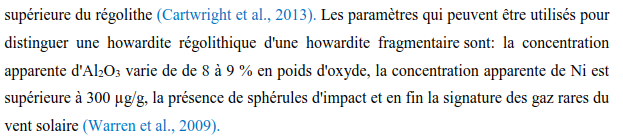 supérieure du régolithe (Cartwright et al., 2013). Les paramètres qui peuvent être utilisés pour
distinguer une howardite régolithique d'une howardite fragmentaire sont: la concentration
apparente d'Al₂O₃ varie de de 8 à 9 % en poids d'oxyde, la concentration apparente de Ni est
supérieure à 300 µg/g, la présence de sphérules d'impact et en fin la signature des gaz rares du
vent solaire (Warren et al., 2009).